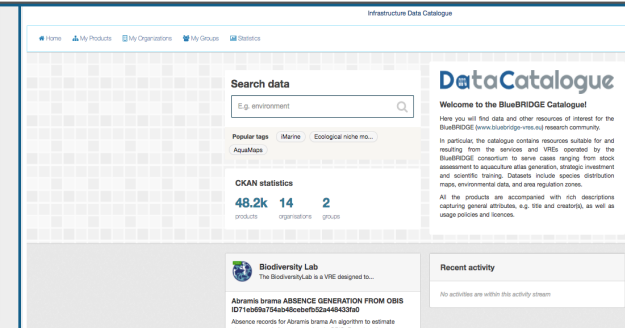 Infrastructure Data Catalogue
Home My Products My Organizations My Groups Statistics
Search data
E.g. environment
Popular tags iMarine Ecological niche mo...
AquaMaps
CKAN statistics
48.2k 14 2
products organisations groups
DataCatalogue
Welcome to the BlueBRIDGE Catalogue!
Here you will find data and other resources of interest for the
BlueBRIDGE (www.bluebridge-vres.eu) research community.
In particular, the catalogue contains resources suitable for and
resulting from the services and VREs operated by the
BlueBRIDGE consortium to serve cases ranging from stock
assessment to aquaculture atlas generation, strategic investment
and scientific training. Datasets include species distribution
maps, environmental data, and area regulation zones.
All the products are accompanied with rich descriptions
capturing general attributes, e.g. title and creator(s), as well as
usage policies and licences.
Biodiversity Lab
The BiodiversityLab is a VRE designed to...
Abramis brama ABSENCE GENERATION FROM OBIS
ID71eb69a754ab48cebefb52a448433fa0
Absence records for Abramis brama An algorithm to estimate
Recent activity
No activities are within this activity stream